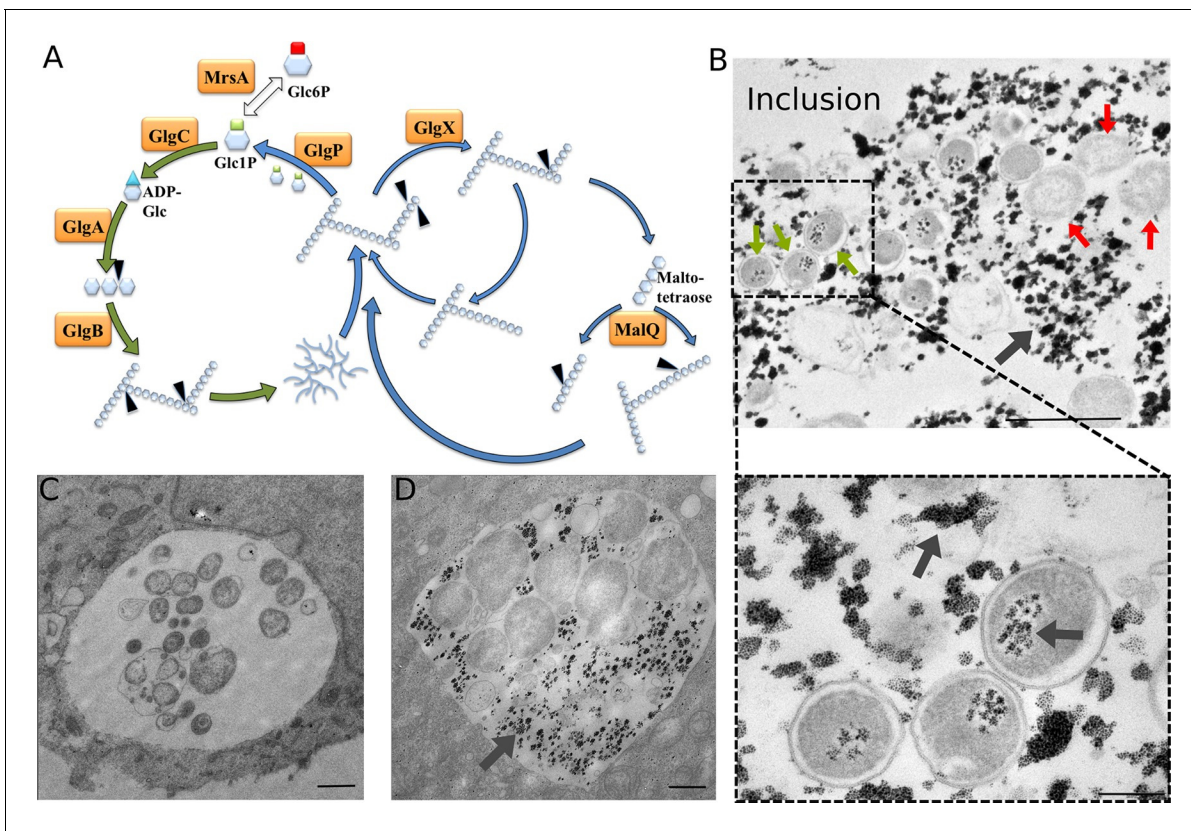 A
MrsA
Glc6P
GlgC
Glc1P
GlgP
GlgX
ADP-
Glc
GlgA
GlgB
Malto-
tetraose
MalQ
B
Inclusion
C
D